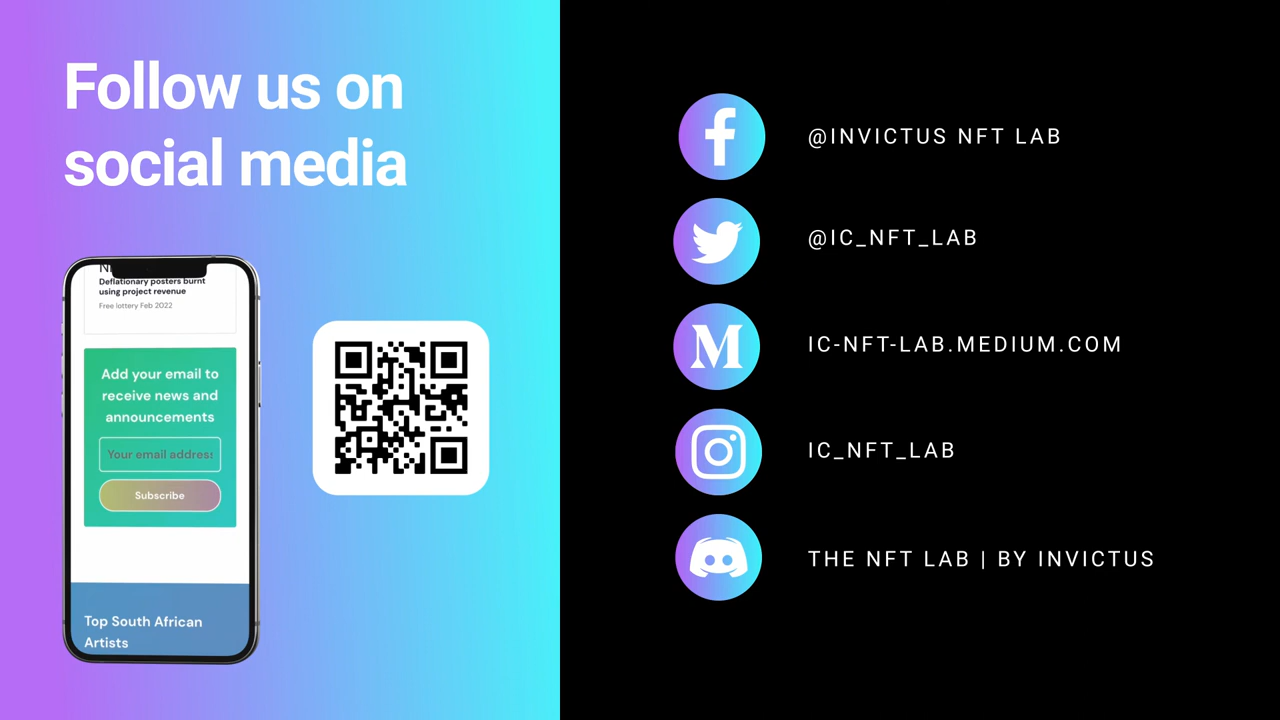 Follow us on
social media
Deflationary posters burnt
using project revenue
Free lottery Feb 2022
Add your email to
receive news and
announcements
Your email address
Subscribe
Top South African
Artists
@INVICTUS NFT LAB
@IC_NFT_LAB
IC-NFT-LAB.MEDIUM.COM
IC_NFT_LAB
THE NFT LAB | BY INVICTUS